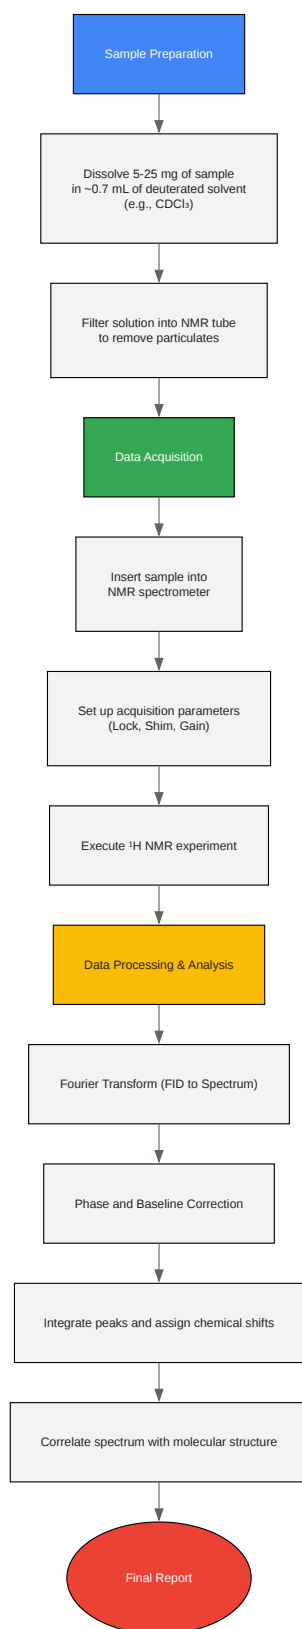 Sample Preparation
Dissolve 5-25 mg of sample
in ~0.7 mL of deuterated solvent
(e.g., CDCl₃)
Filter solution into NMR tube
to remove particulates
Data Acquisition
Insert sample into
NMR spectrometer
Set up acquisition parameters
(Lock, Shim, Gain)
Execute ¹H NMR experiment
Data Processing & Analysis
Fourier Transform (FID to Spectrum)
Phase and Baseline Correction
Integrate peaks and assign chemical shifts
Correlate spectrum with molecular structure
Final Report